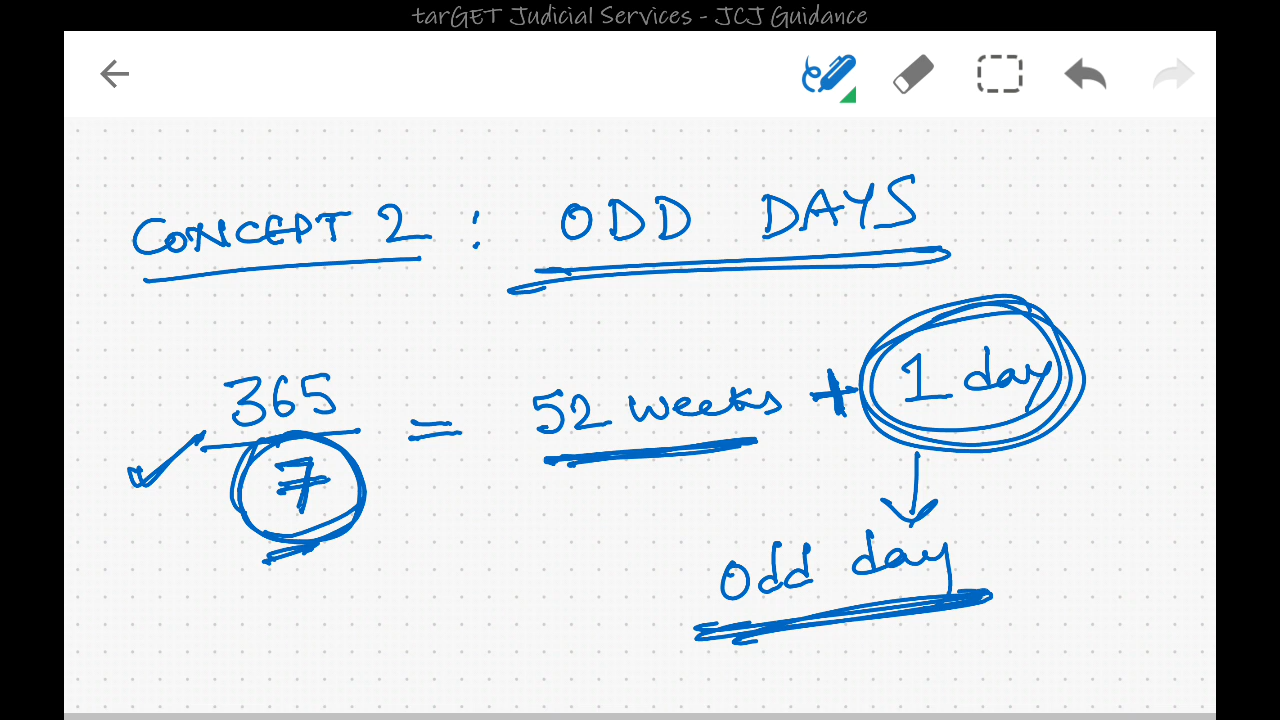 tarGET Judicial Services - JCJ Guidance
CONCEPT 2 : ODD DAYS
365
7
= 52 weeks + 1 day
odd day